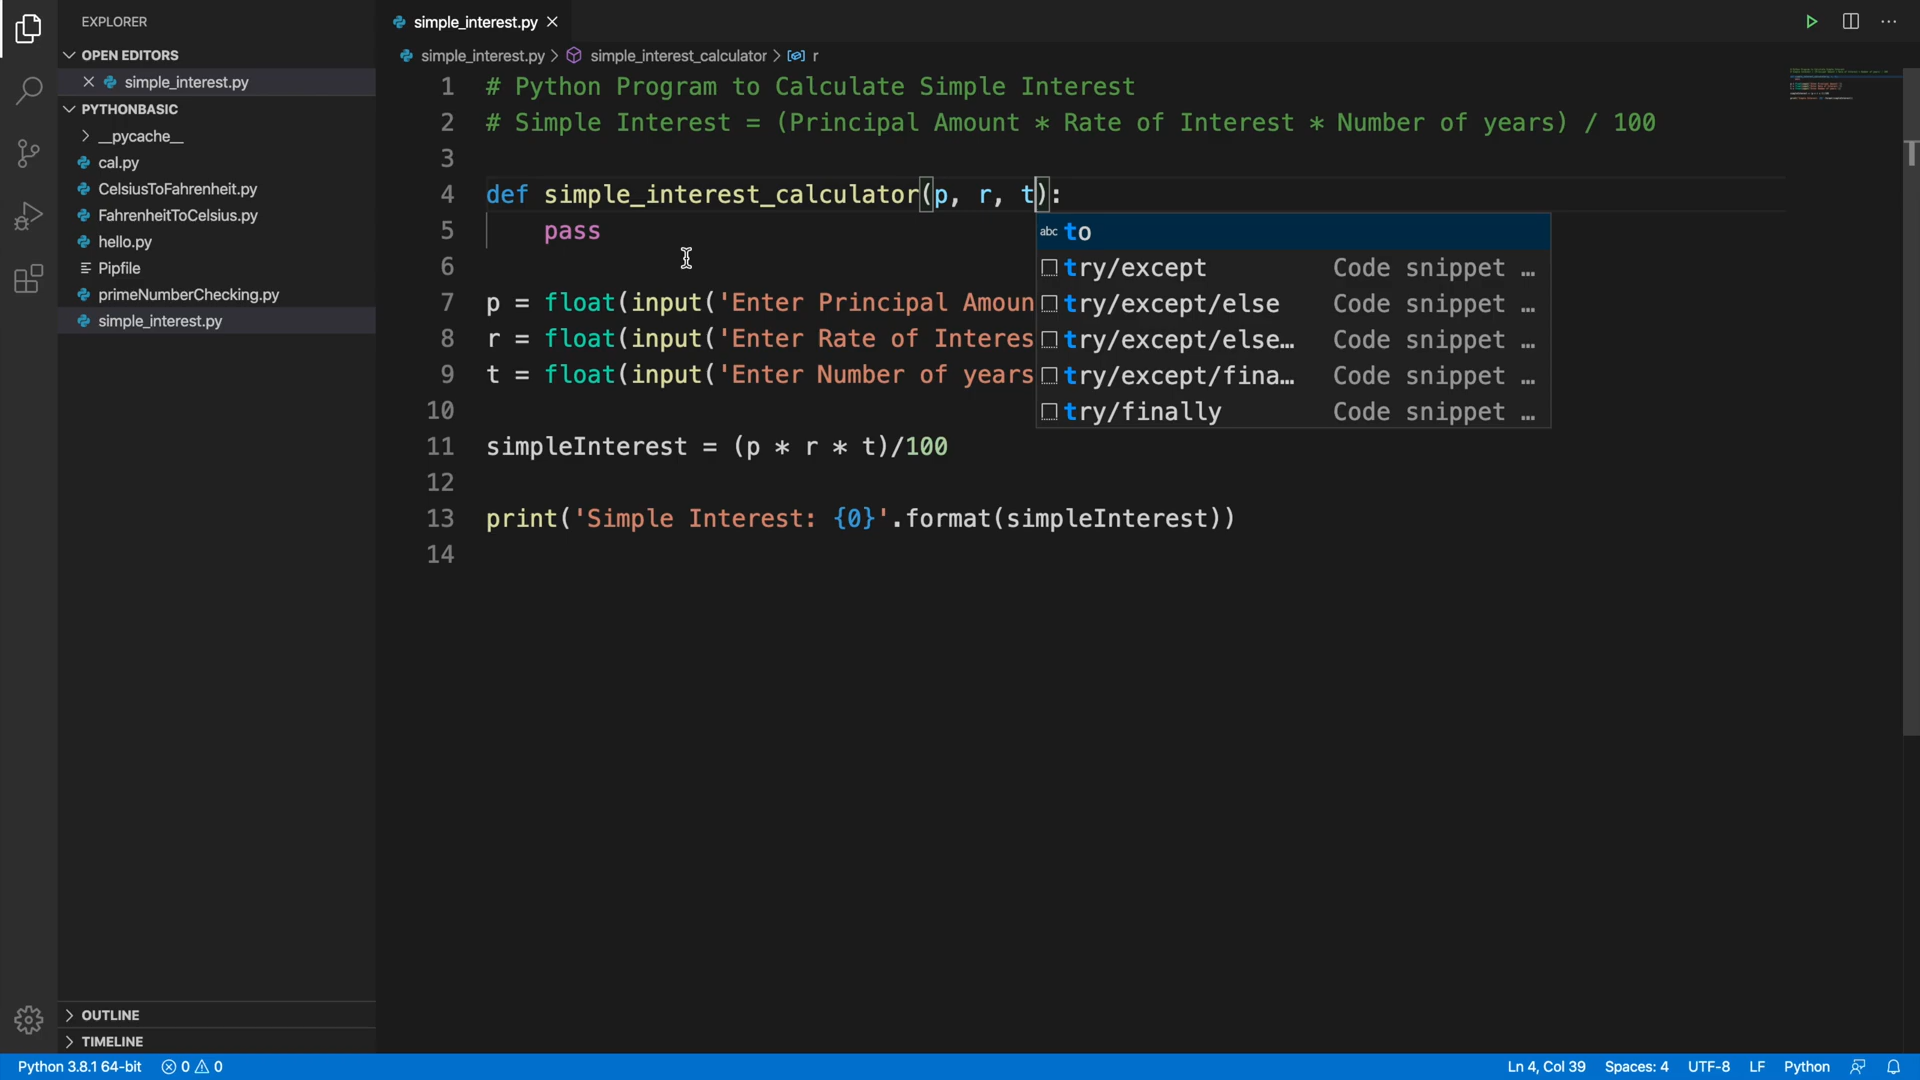 EXPLORER
OPEN EDITORS
simple_interest.py
PYTHONBASIC
__pycache__
cal.py
CelsiusToFahrenheit.py
FahrenheitToCelsius.py
hello.py
Pipfile
primeNumberChecking.py
simple_interest.py
OUTLINE
TIMELINE
simple_interest.py
simple_interest.py > simple_interest_calculator > r
1 # Python Program to Calculate Simple Interest
2 # Simple Interest = (Principal Amount * Rate of Interest * Number of years) / 100
3
4 def simple_interest_calculator(p, r, t):
5 pass
6
7 p = float(input('Enter Principal Amoun
8 r = float(input('Enter Rate of Interes
9 t = float(input('Enter Number of years
10
11 simpleInterest = (p * r * t)/100
12
13 print('Simple Interest: {0}'.format(simpleInterest))
14
abc to
try/except Code snippet …
try/except/else Code snippet …
try/except/else… Code snippet …
try/except/fina… Code snippet …
try/finally Code snippet …
Python 3.8.1 64-bit 0 0 Ln 4, Col 39 Spaces: 4 UTF-8 LF Python